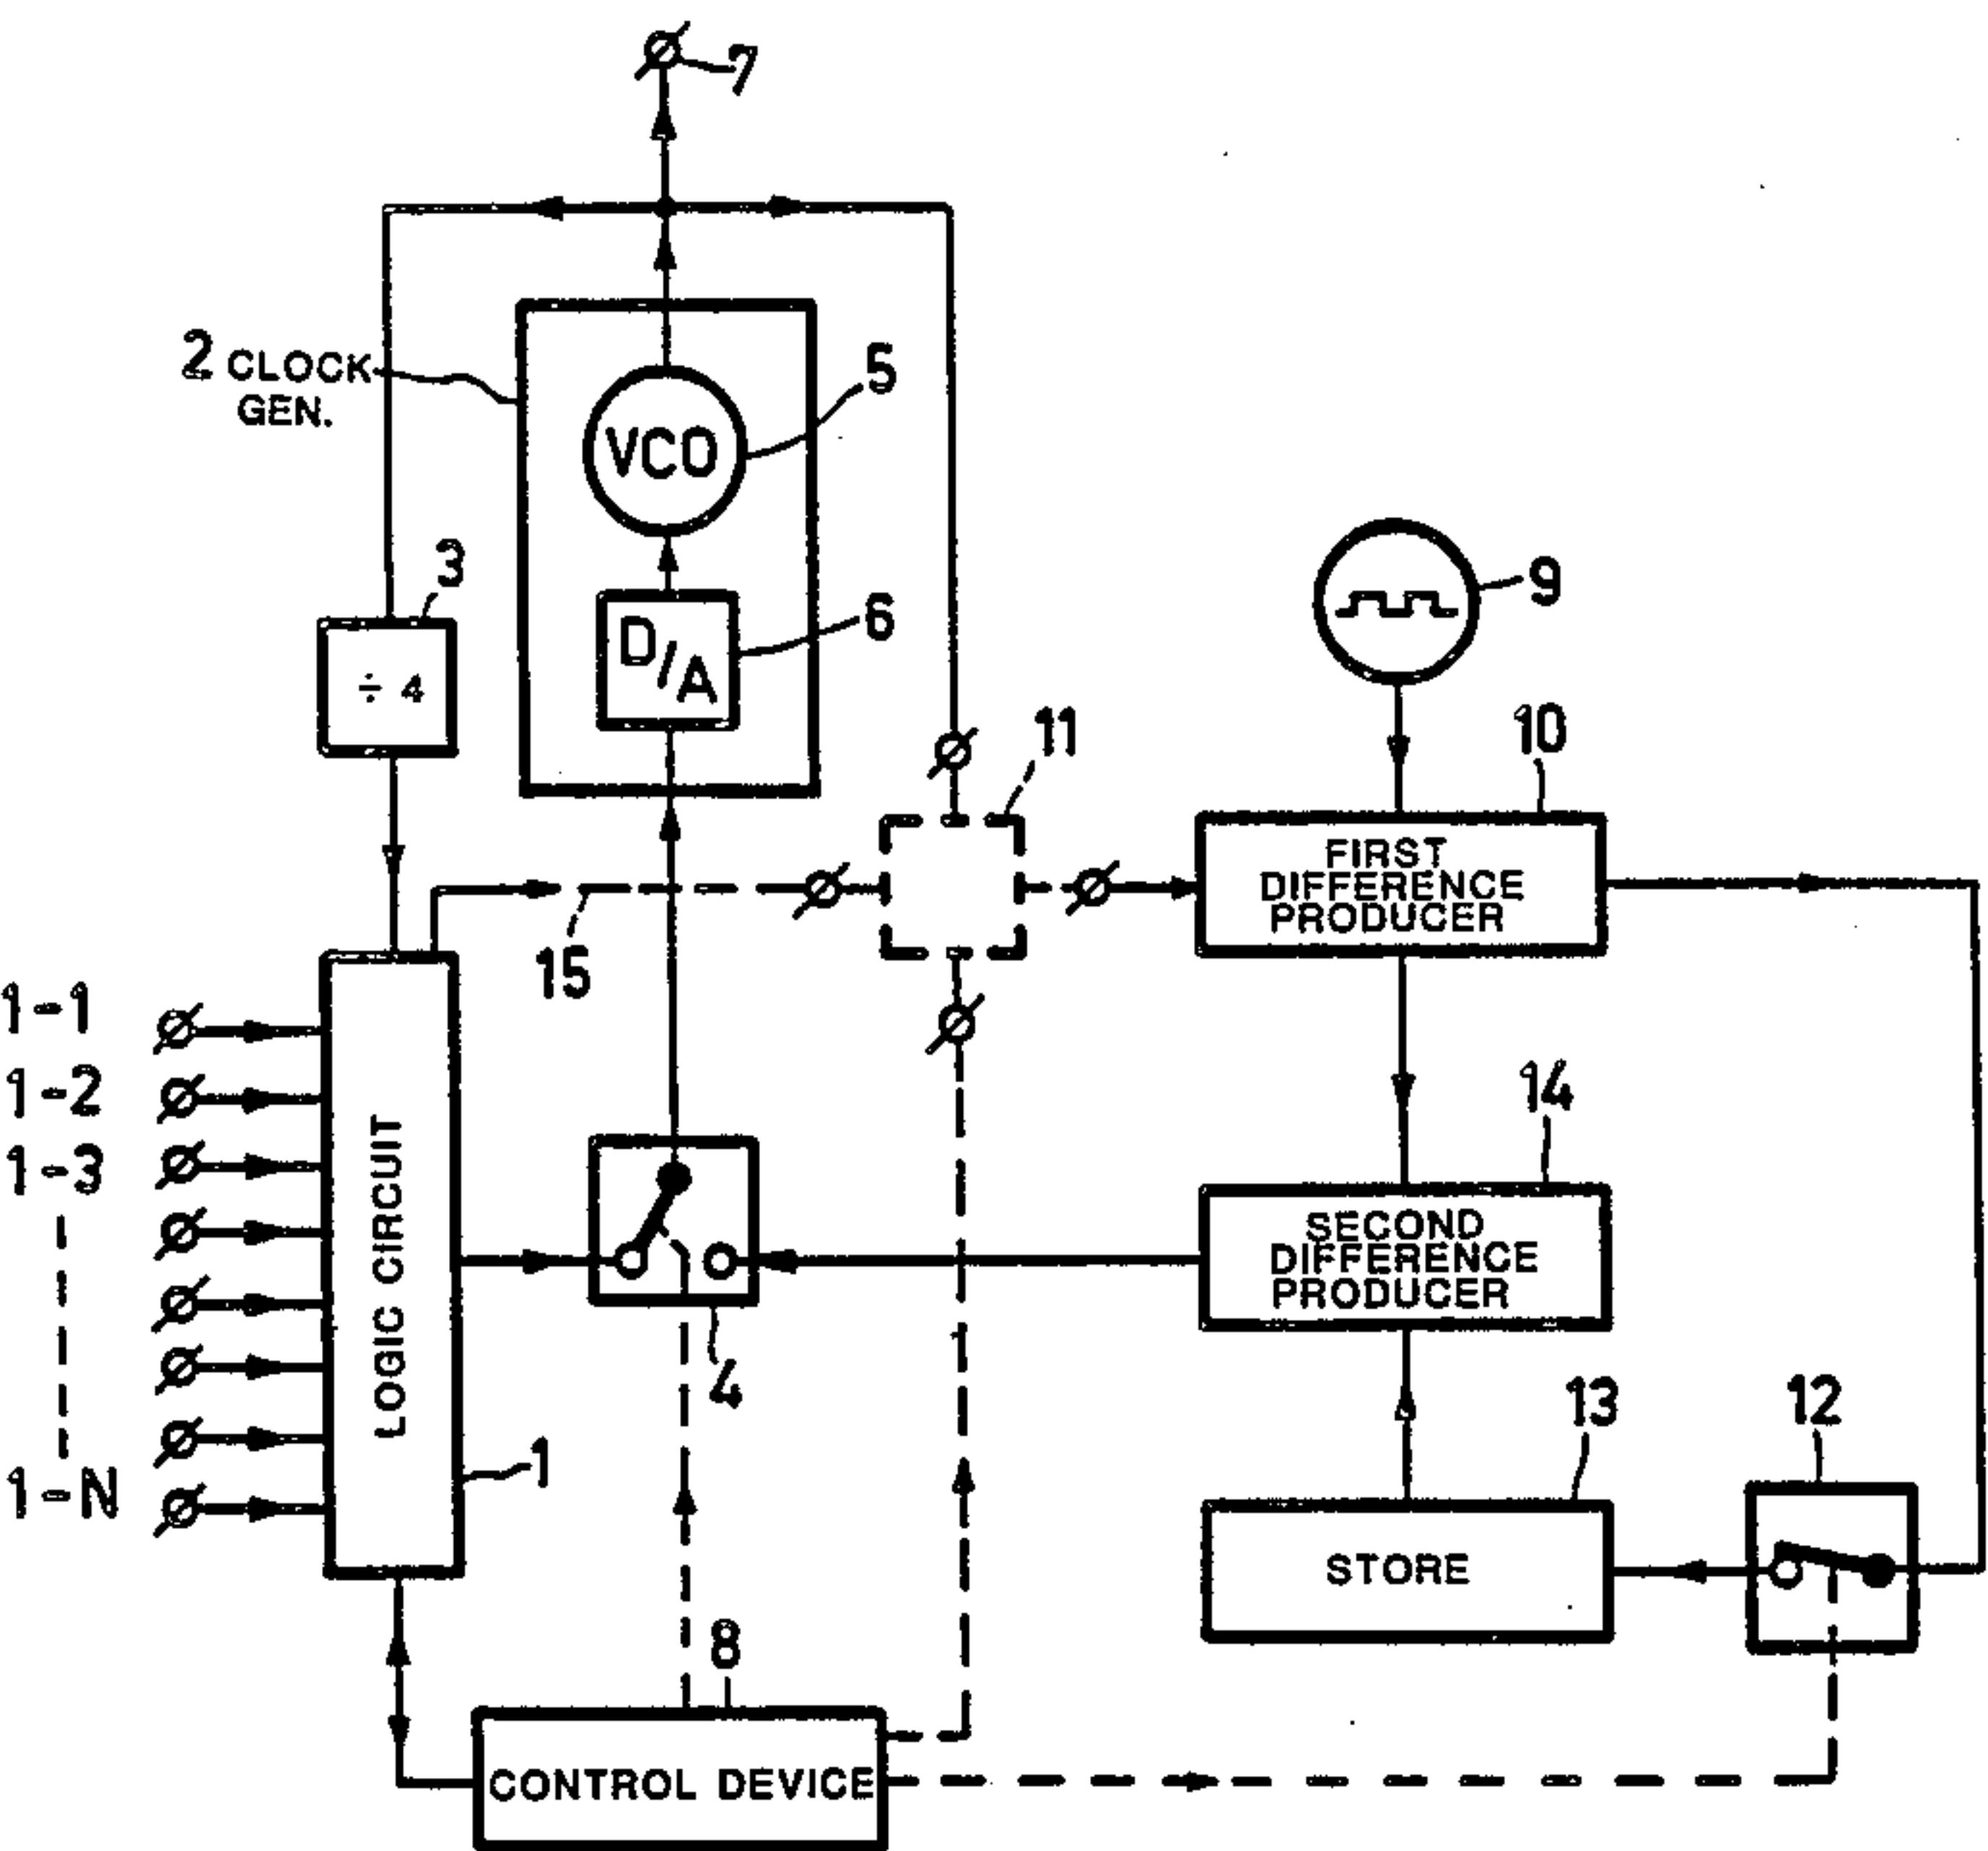 7
2 CLOCK
GEN.
5
VCO
3
6
D/A
÷ 4
9
11
10
FIRST
DIFFERENCE
PRODUCER
15
1-1
1-2
1-3
1-N
LOGIC CIRCUIT
1
4
14
SECOND
DIFFERENCE
PRODUCER
13
12
STORE
8
CONTROL DEVICE